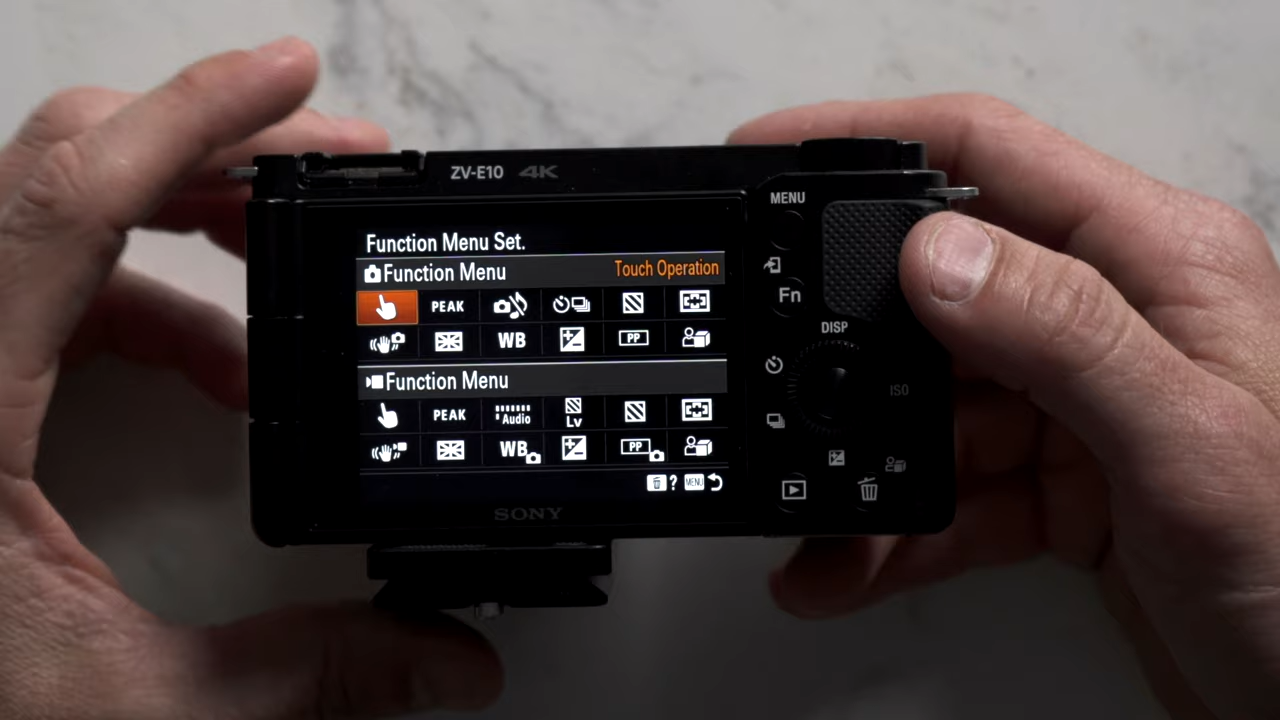 ZV-E10 4K
MENU
Function Menu Set.
Function Menu Touch Operation
PEAK
WB PP
Function Menu
PEAK Audio Lv
WB PP
? MENU
Fn
DISP
ISO
SONY